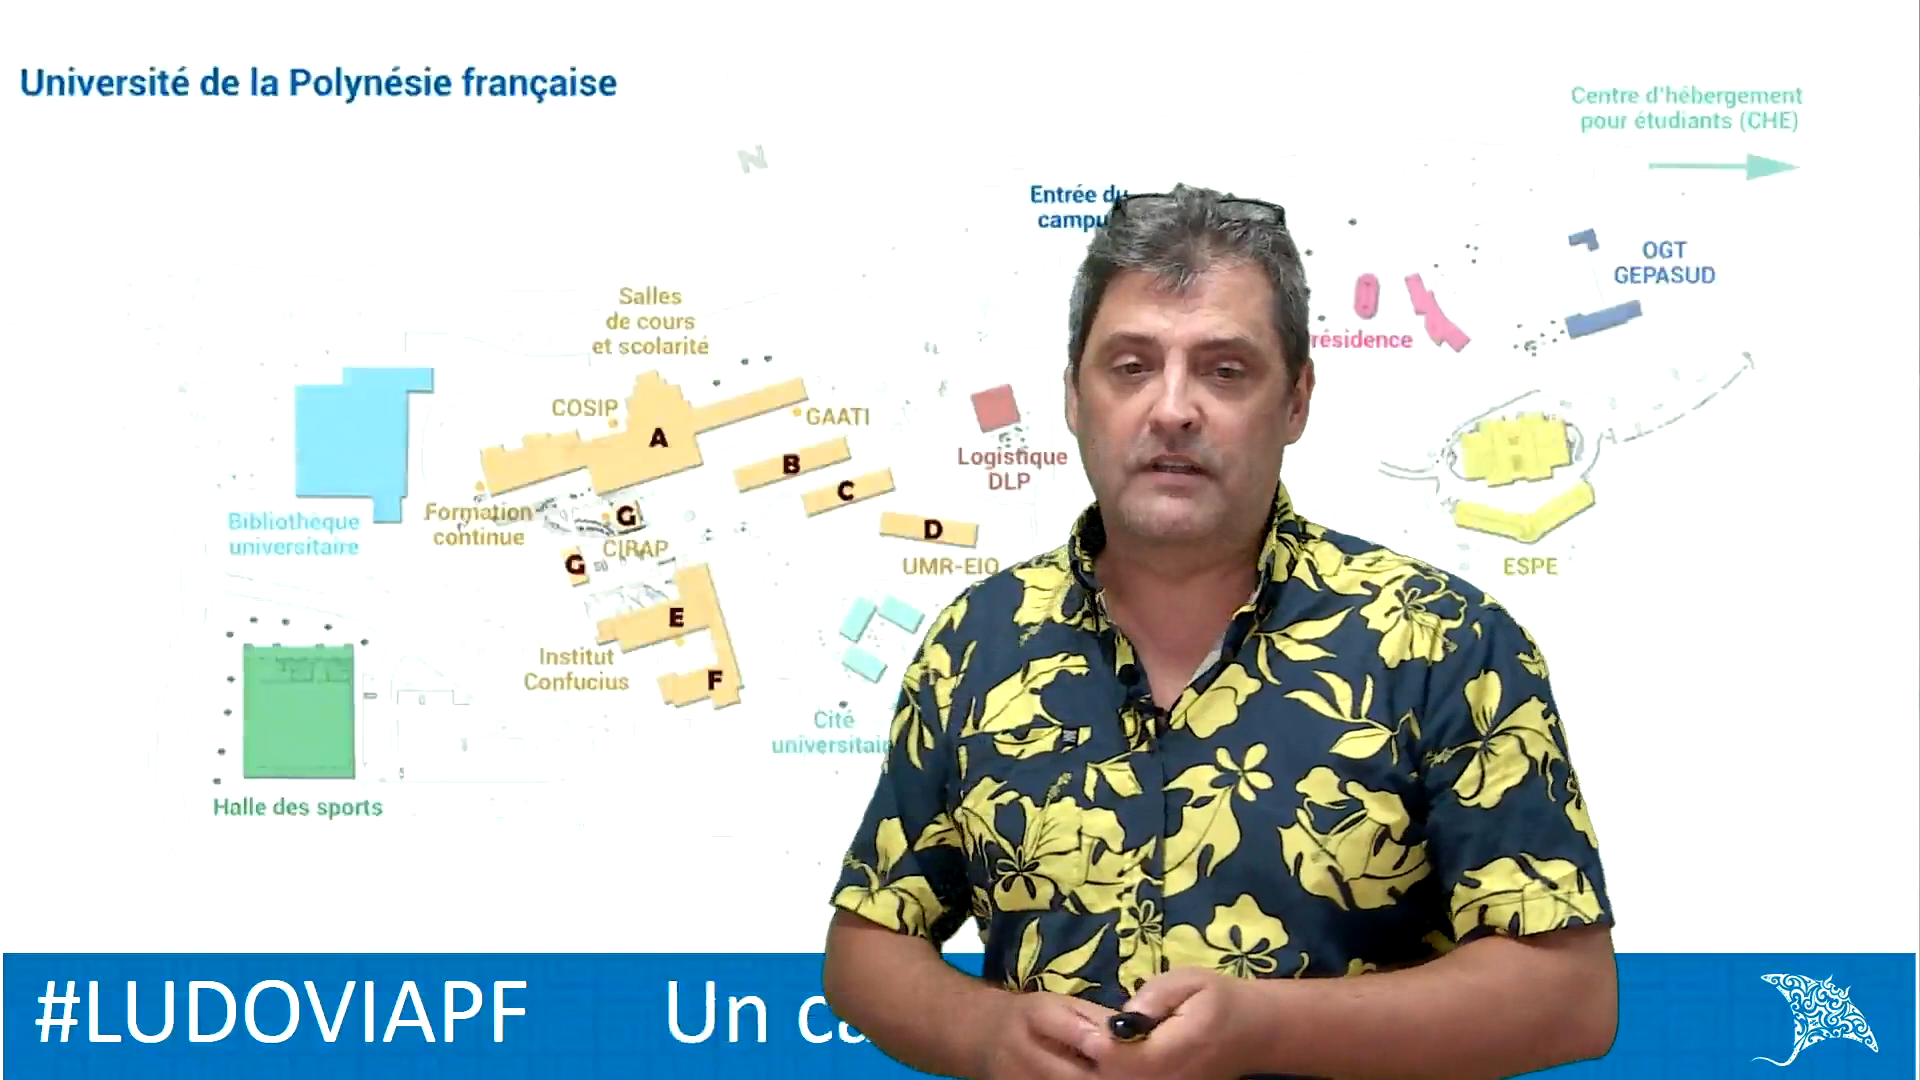 Université de la Polynésie française
Centre d'hébergement
pour étudiants (CHE)
N
Entrée du
campu
OGT
GEPASUD
résidence
Salles
de cours
et scolarité
COSIP
GAATI
A
B
C
D
Logistique
DLP
Bibliothèque
universitaire
Formation
continue
G
CIRAP
G
UMR-EIO
ESPE
E
Institut
Confucius
F
Cité
universitair
Halle des sports
#LUDOVIAPF
Un ca